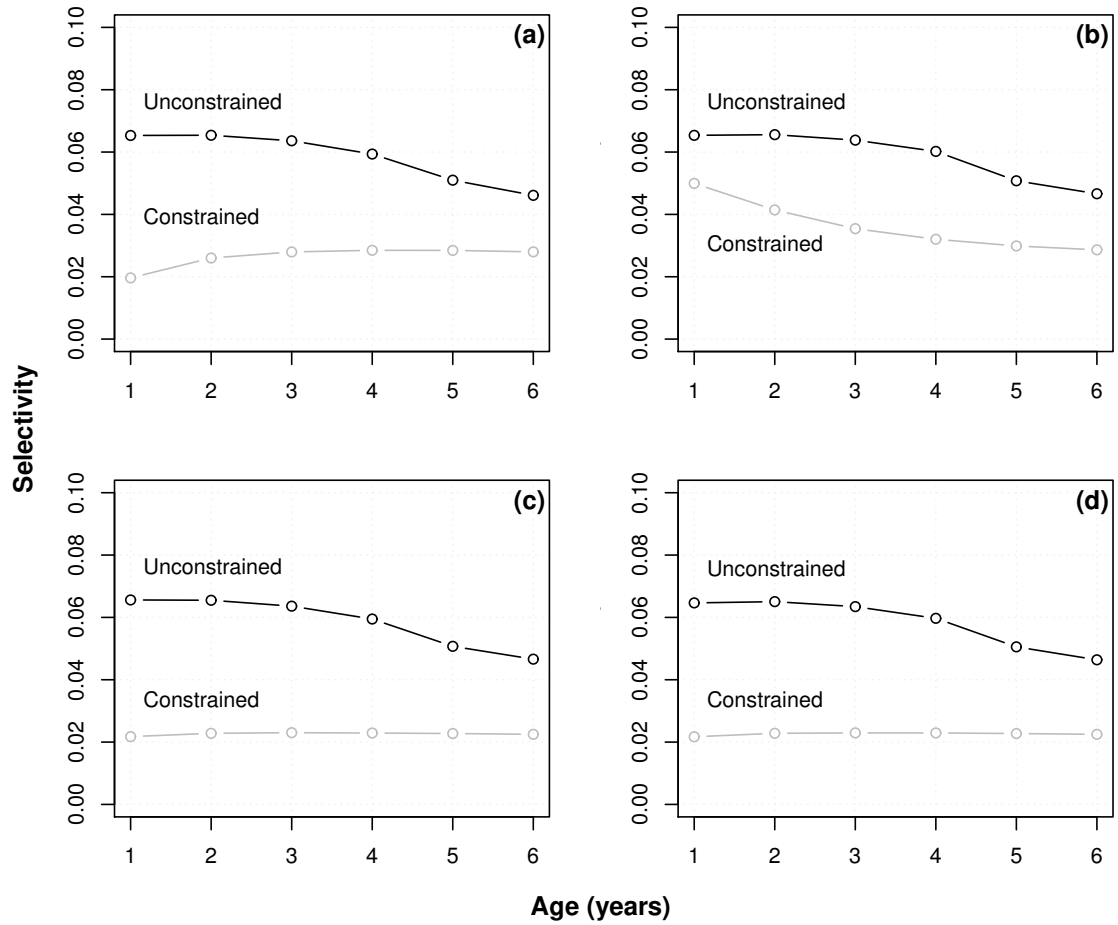 (a)
Unconstrained
Constrained
0.00 0.02 0.04 0.06 0.08 0.10
1 2 3 4 5 6
(b)
Unconstrained
Constrained
0.00 0.02 0.04 0.06 0.08 0.10
1 2 3 4 5 6
(c)
Unconstrained
Constrained
0.00 0.02 0.04 0.06 0.08 0.10
1 2 3 4 5 6
(d)
Unconstrained
Constrained
0.00 0.02 0.04 0.06 0.08 0.10
1 2 3 4 5 6
Selectivity
Age (years)